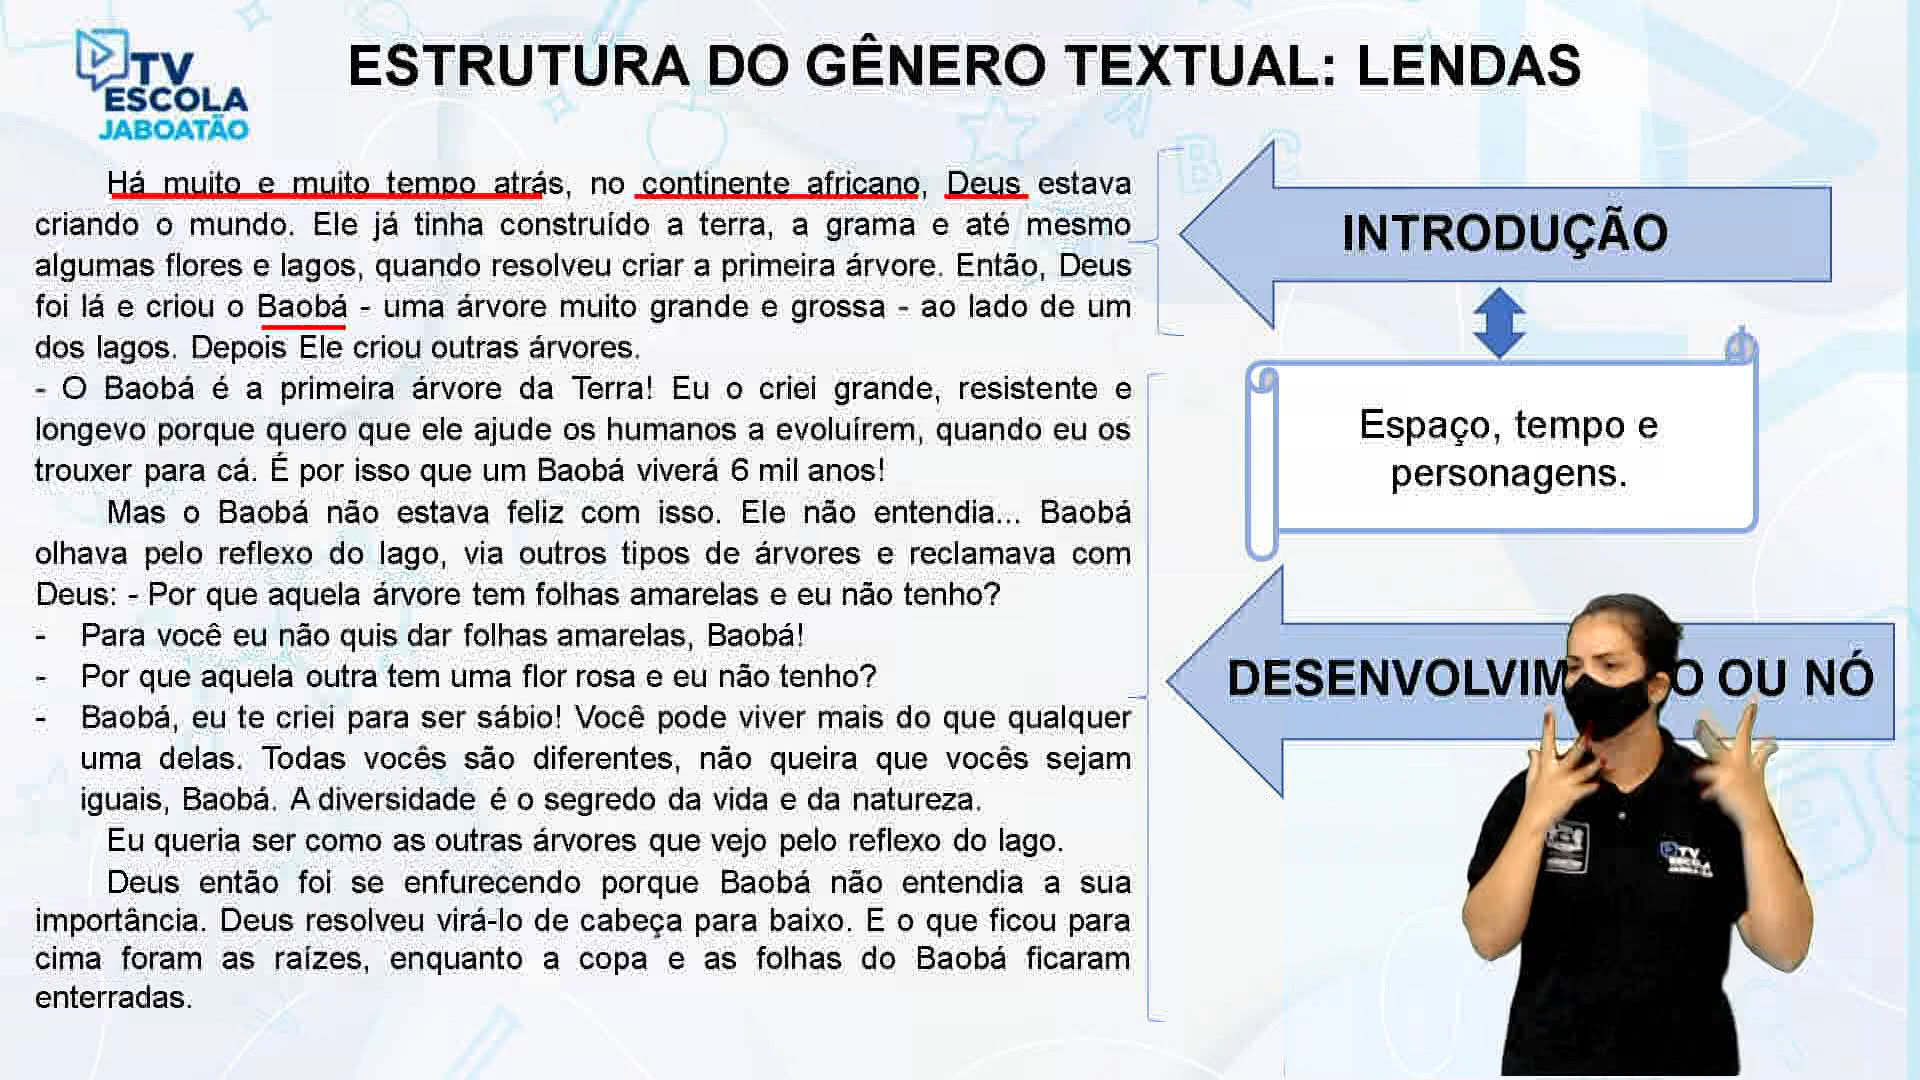 TV
ESCOLA
JABOATÃO
ESTRUTURA DO GÊNERO TEXTUAL: LENDAS
Há muito e muito tempo atrás, no continente africano, Deus estava
criando o mundo. Ele já tinha construído a terra, a grama e até mesmo
algumas flores e lagos, quando resolveu criar a primeira árvore. Então, Deus
foi lá e criou o Baobá - uma árvore muito grande e grossa - ao lado de um
dos lagos. Depois Ele criou outras árvores.
- O Baobá é a primeira árvore da Terra! Eu o criei grande, resistente e
longevo porque quero que ele ajude os humanos a evoluírem, quando eu os
trouxer para cá. É por isso que um Baobá viverá 6 mil anos!
Mas o Baobá não estava feliz com isso. Ele não entendia... Baobá
olhava pelo reflexo do lago, via outros tipos de árvores e reclamava com
Deus: - Por que aquela árvore tem folhas amarelas e eu não tenho?
- Para você eu não quis dar folhas amarelas, Baobá!
- Por que aquela outra tem uma flor rosa e eu não tenho?
- Baobá, eu te criei para ser sábio! Você pode viver mais do que qualquer
uma delas. Todas vocês são diferentes, não queira que vocês sejam
iguais, Baobá. A diversidade é o segredo da vida e da natureza.
Eu queria ser como as outras árvores que vejo pelo reflexo do lago.
Deus então foi se enfurecendo porque Baobá não entendia a sua
importância. Deus resolveu virá-lo de cabeça para baixo. E o que ficou para
cima foram as raízes, enquanto a copa e as folhas do Baobá ficaram
enterradas.
INTRODUÇÃO
Espaço, tempo e
personagens.
DESENVOLVIM O OU NÓ
TV
ESCOLA